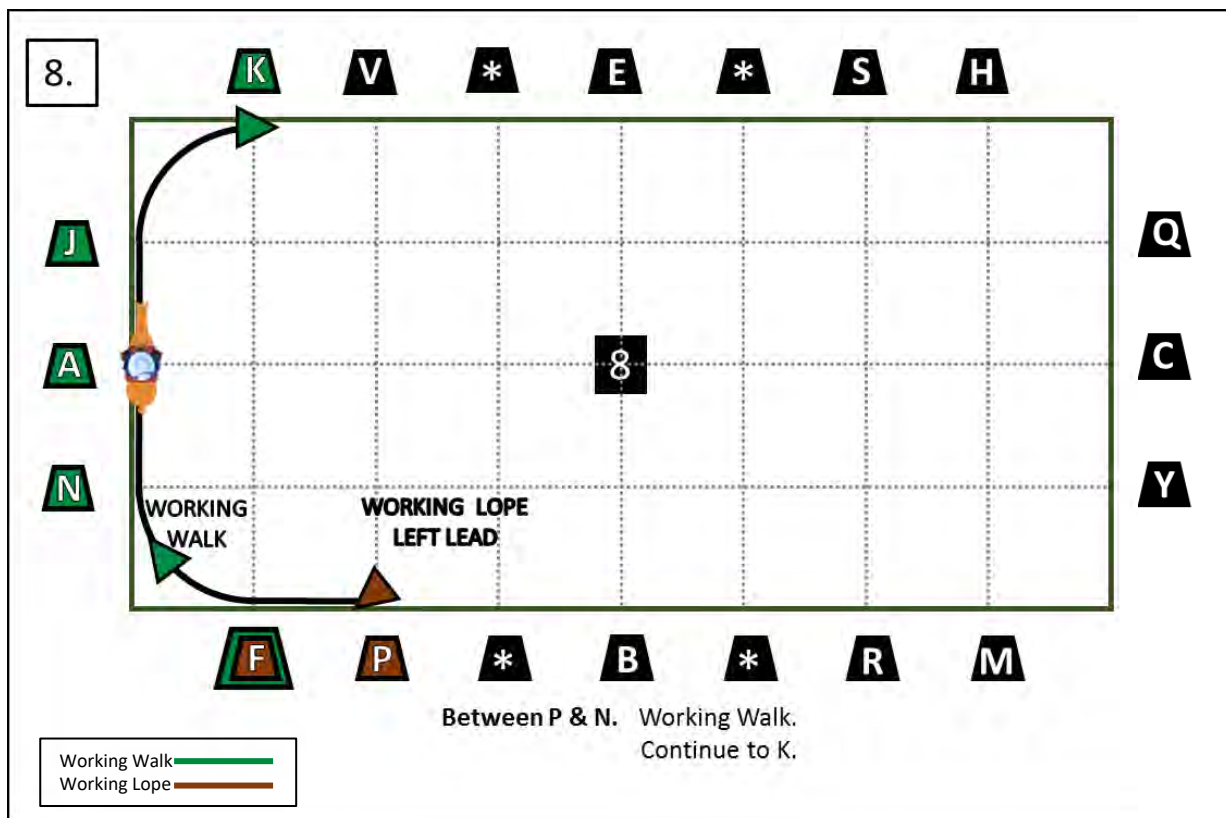 8.
K V * E * S H
J Q
A 8 C
N Y
WORKING WORKING LOPE
WALK LEFT LEAD
F P * B * R M
Between P & N. Working Walk.
Continue to K.
Working Walk
Working Lope